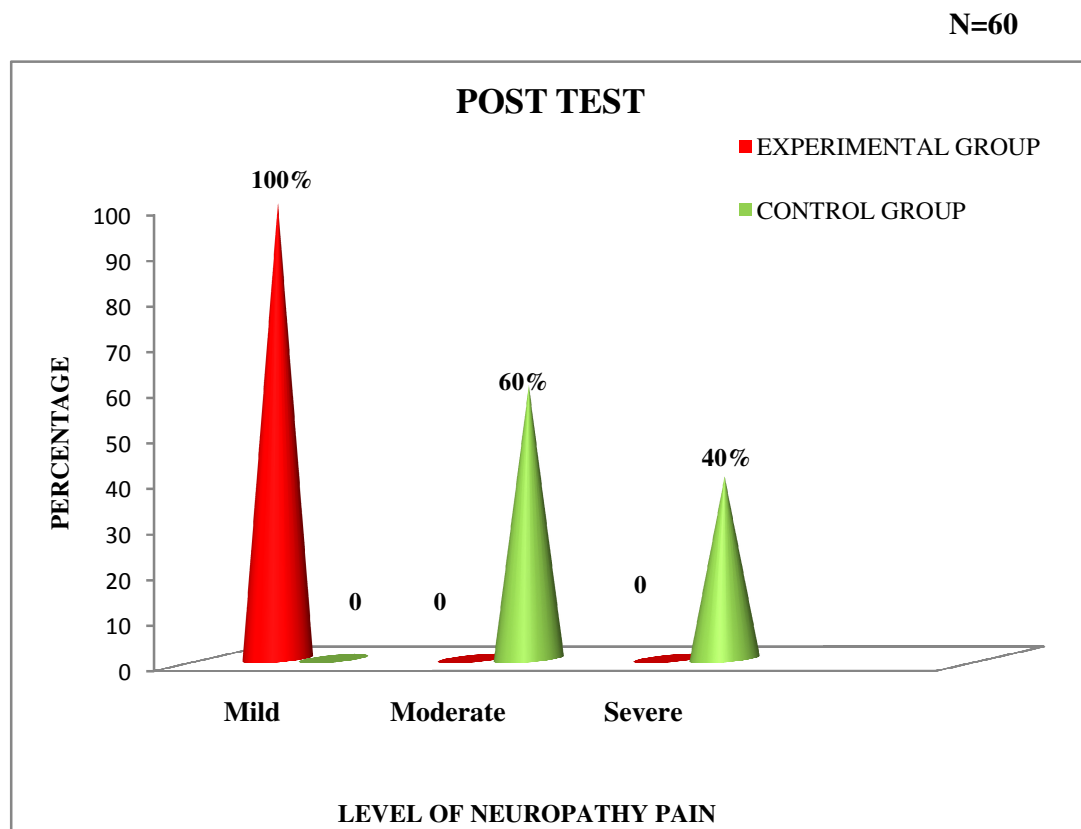 N=60
POST TEST
EXPERIMENTAL GROUP
CONTROL GROUP
100%
60%
40%
0
0
0
100
90
80
70
60
50
40
30
20
10
0
PERCENTAGE
Mild
Moderate
Severe
LEVEL OF NEUROPATHY PAIN